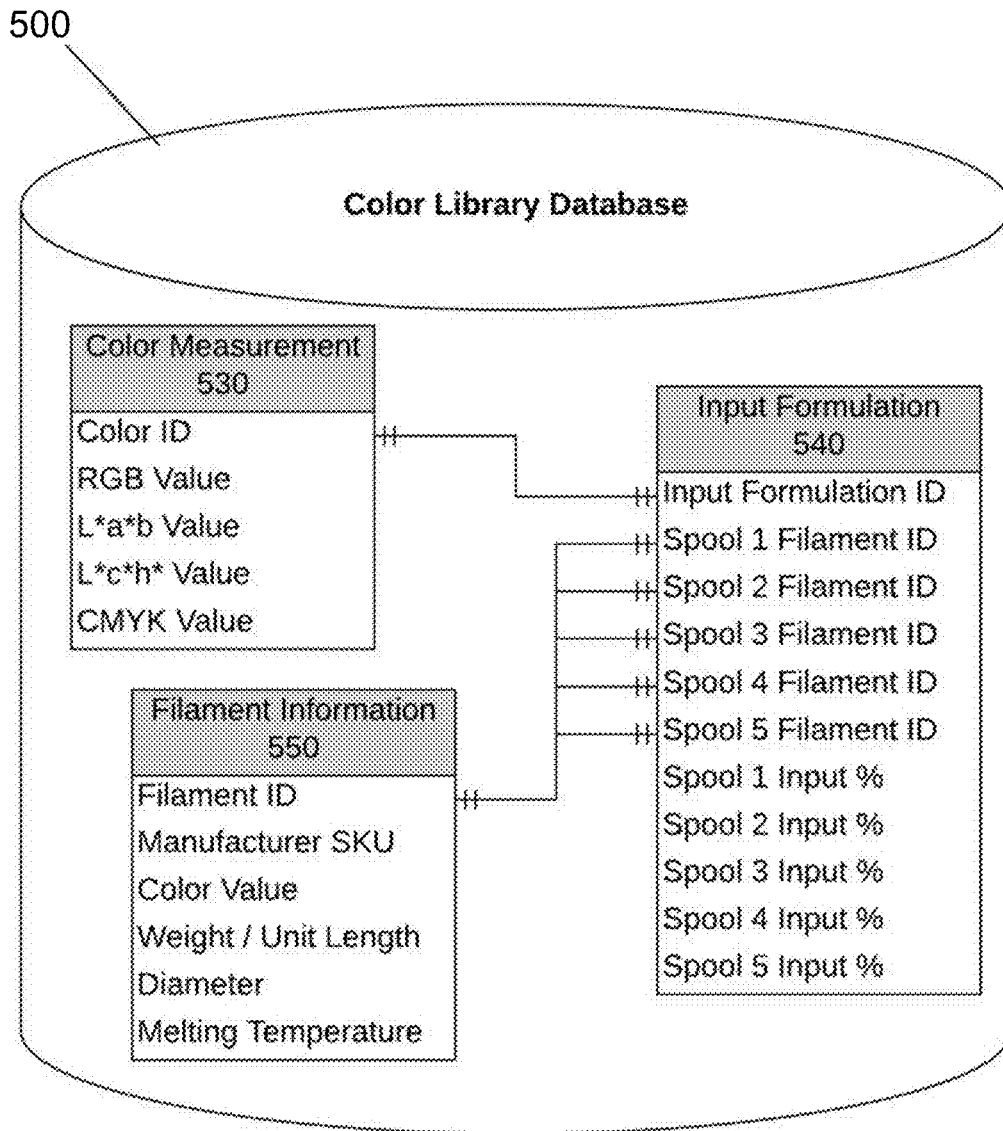 500
Color Library Database
Color Measurement
530
Color ID
RGB Value
L*a*b Value
L*c*h* Value
CMYK Value
Input Formulation
540
Input Formulation ID
Spool 1 Filament ID
Spool 2 Filament ID
Spool 3 Filament ID
Spool 4 Filament ID
Spool 5 Filament ID
Spool 1 Input %
Spool 2 Input %
Spool 3 Input %
Spool 4 Input %
Spool 5 Input %
Filament Information
550
Filament ID
Manufacturer SKU
Color Value
Weight / Unit Length
Diameter
Melting Temperature